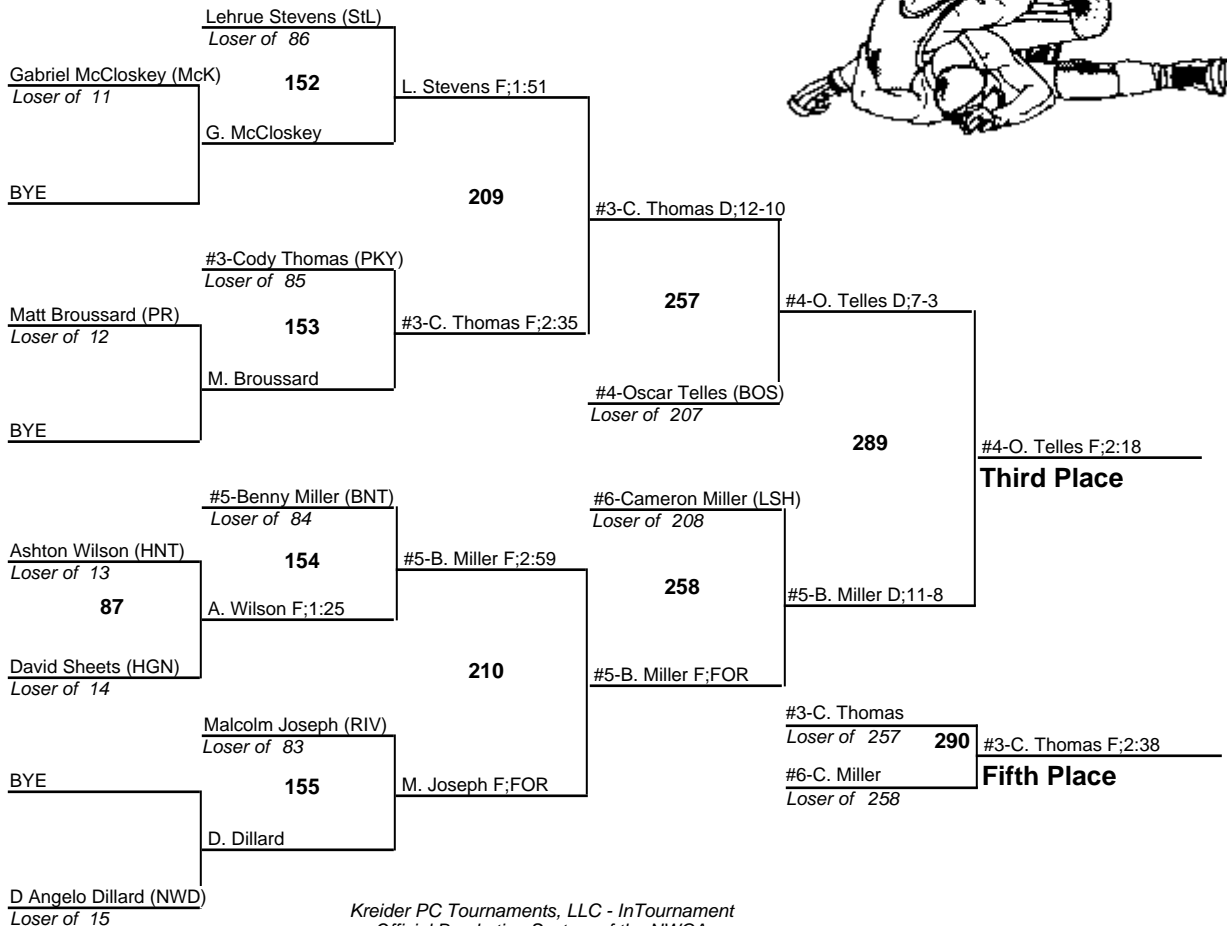 Lehrue Stevens (StL)
Loser of 86
Gabriel McCloskey (McK)
Loser of 11
152
L. Stevens F;1:51
G. McCloskey
BYE
209
#3-C. Thomas D;12-10
#3-Cody Thomas (PKY)
Loser of 85
Matt Broussard (PR)
Loser of 12
153
#3-C. Thomas F;2:35
257
#4-O. Telles D;7-3
M. Broussard
#4-Oscar Telles (BOS)
Loser of 207
BYE
289
#4-O. Telles F;2:18
Third Place
#5-Benny Miller (BNT)
Loser of 84
#6-Cameron Miller (LSH)
Loser of 208
Ashton Wilson (HNT)
Loser of 13
154
#5-B. Miller F;2:59
87
A. Wilson F;1:25
258
#5-B. Miller D;11-8
David Sheets (HGN)
Loser of 14
210
#5-B. Miller F;FOR
Malcolm Joseph (RIV)
Loser of 83
#3-C. Thomas
Loser of 257
290
#3-C. Thomas F;2:38
Fifth Place
#6-C. Miller
Loser of 258
BYE
155
M. Joseph F;FOR
D. Dillard
D Angelo Dillard (NWD)
Loser of 15
Kreider PC Tournaments, LLC - InTournament